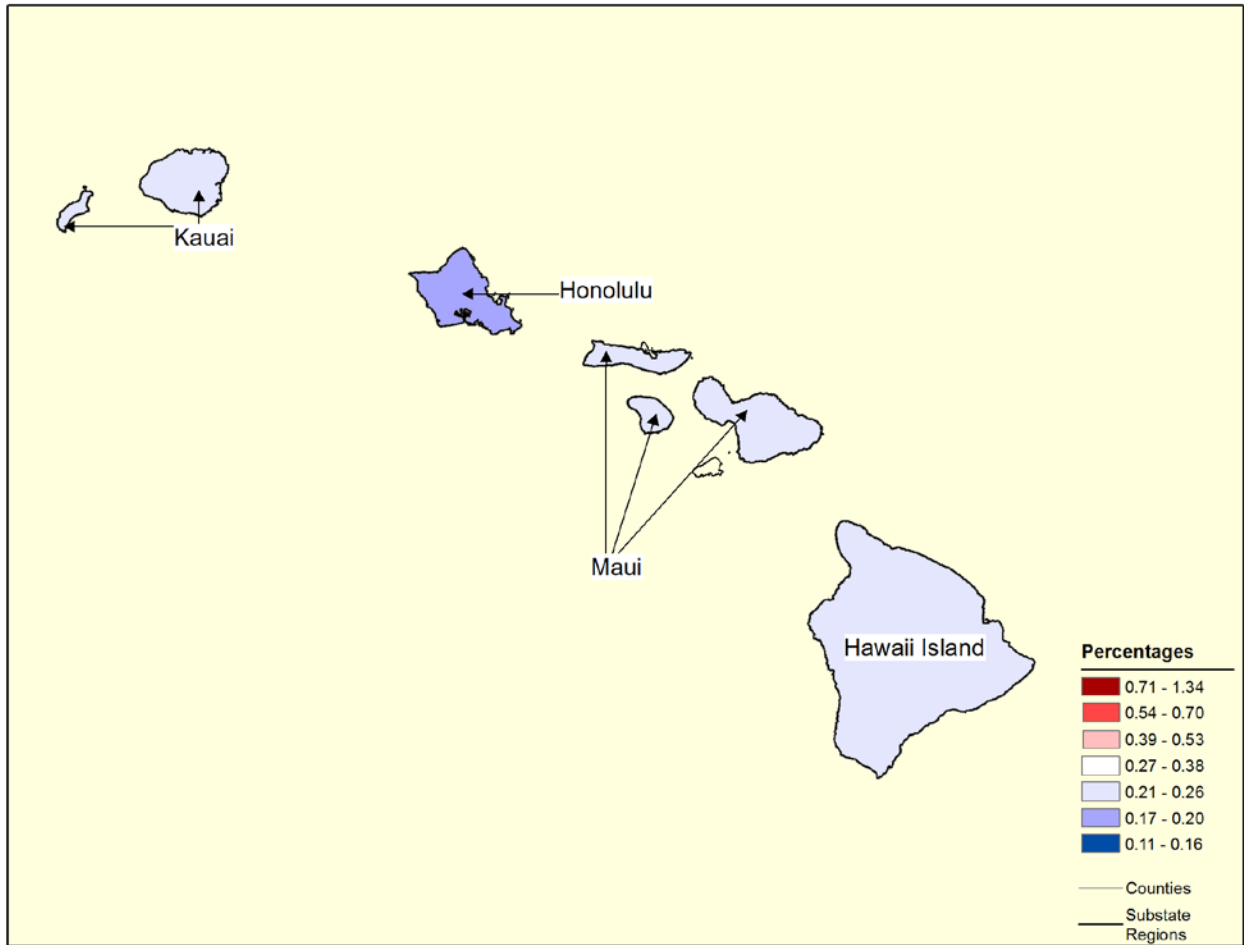 Kauai
Honolulu
Maui
Hawaii Island
Percentages
0.71 - 1.34
0.54 - 0.70
0.39 - 0.53
0.27 - 0.38
0.21 - 0.26
0.17 - 0.20
0.11 - 0.16
Counties
Substate
Regions